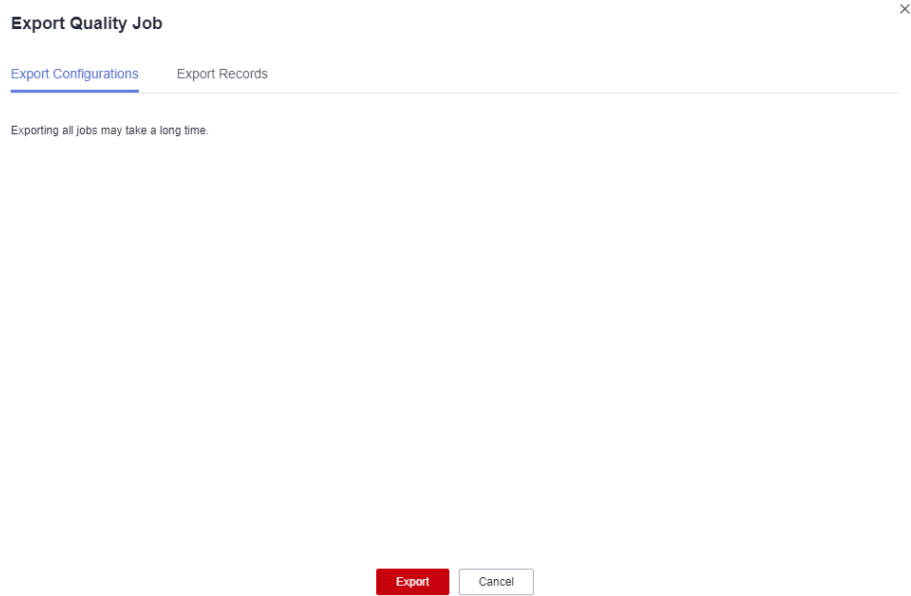 Export Quality Job
Export Configurations
Export Records
Exporting all jobs may take a long time.
Export
Cancel